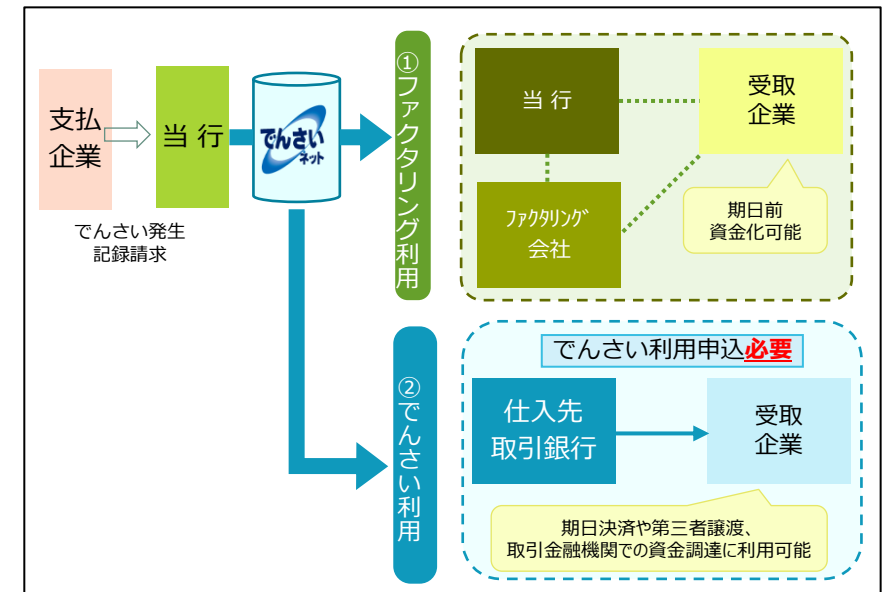 支払
企業
当 行
でんさい
ネット
でんさい発生
記録請求
①ファクタリング利用
当 行
受取
企業
ﾌｧｸﾀﾘﾝｸﾞ
会社
期日前
資金化可能
②でんさい利用
でんさい利用申込必要
仕入先
取引銀行
受取
企業
期日決済や第三者譲渡、
取引金融機関での資金調達に利用可能